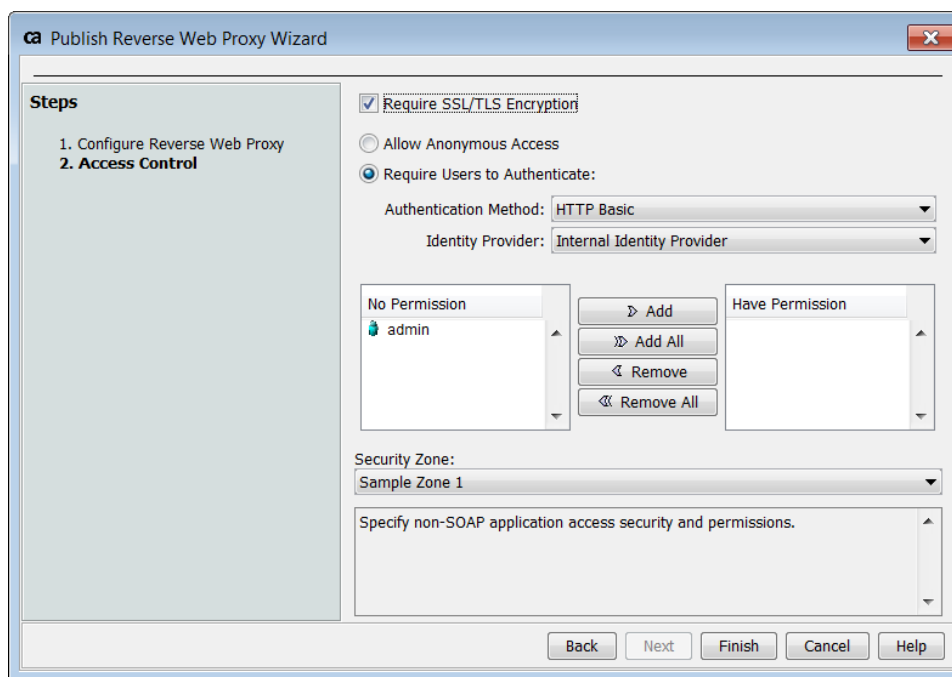 ca Publish Reverse Web Proxy Wizard
Steps
1. Configure Reverse Web Proxy
2. Access Control
Require SSL/TLS Encryption
Allow Anonymous Access
Require Users to Authenticate:
Authentication Method: HTTP Basic
Identity Provider: Internal Identity Provider
No Permission
admin
Add
Add All
Remove
Remove All
Have Permission
Security Zone:
Sample Zone 1
Specify non-SOAP application access security and permissions.
Back Next Finish Cancel Help